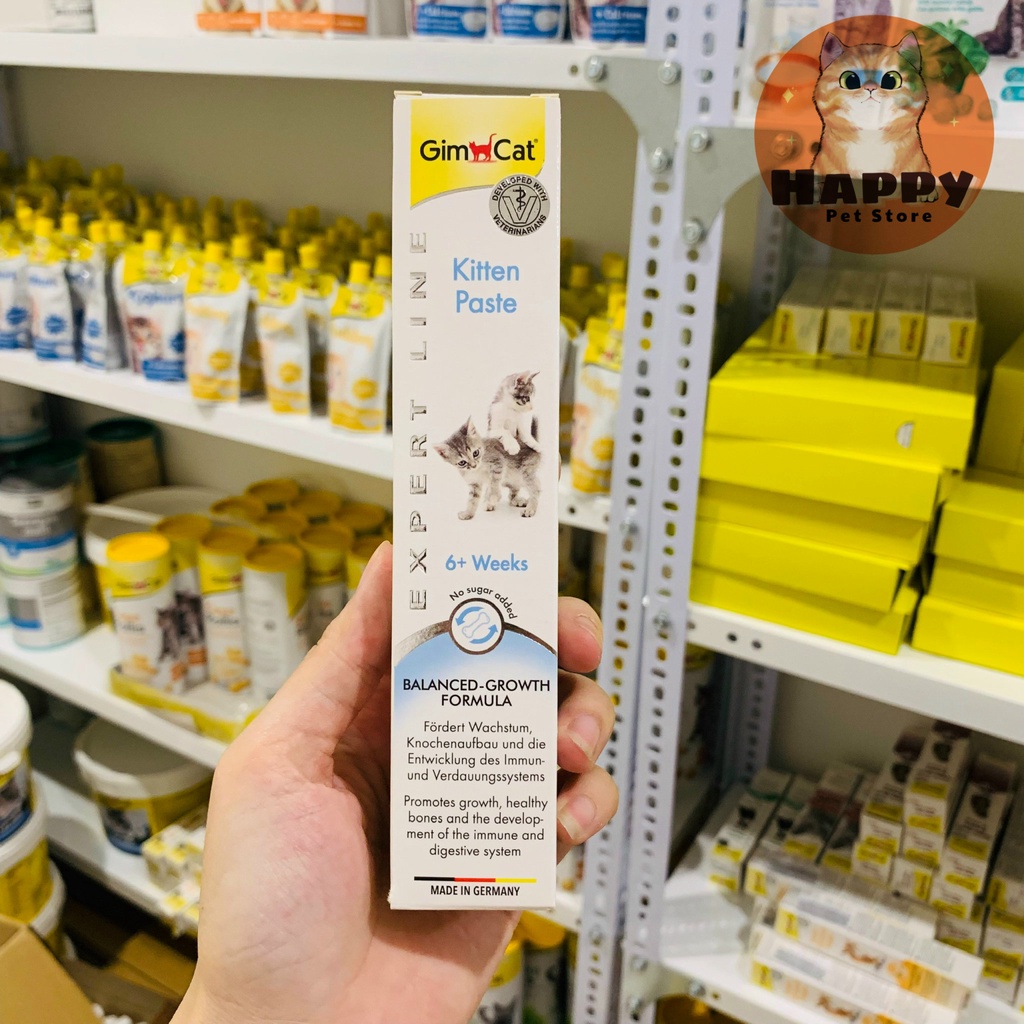 GimCat®
DEVELOPED WITH
VETERINARIANS
EXPERT LINE
Kitten
Paste
6+ Weeks
No sugar added
BALANCED-GROWTH
FORMULA
Fördert Wachstum,
Knochenaufbau und die
Entwicklung des Immun-
und Verdauungssystems
Promotes growth, healthy
bones and the develop-
ment of the immune and
digestive system
MADE IN GERMANY
HAPPY
Pet Store